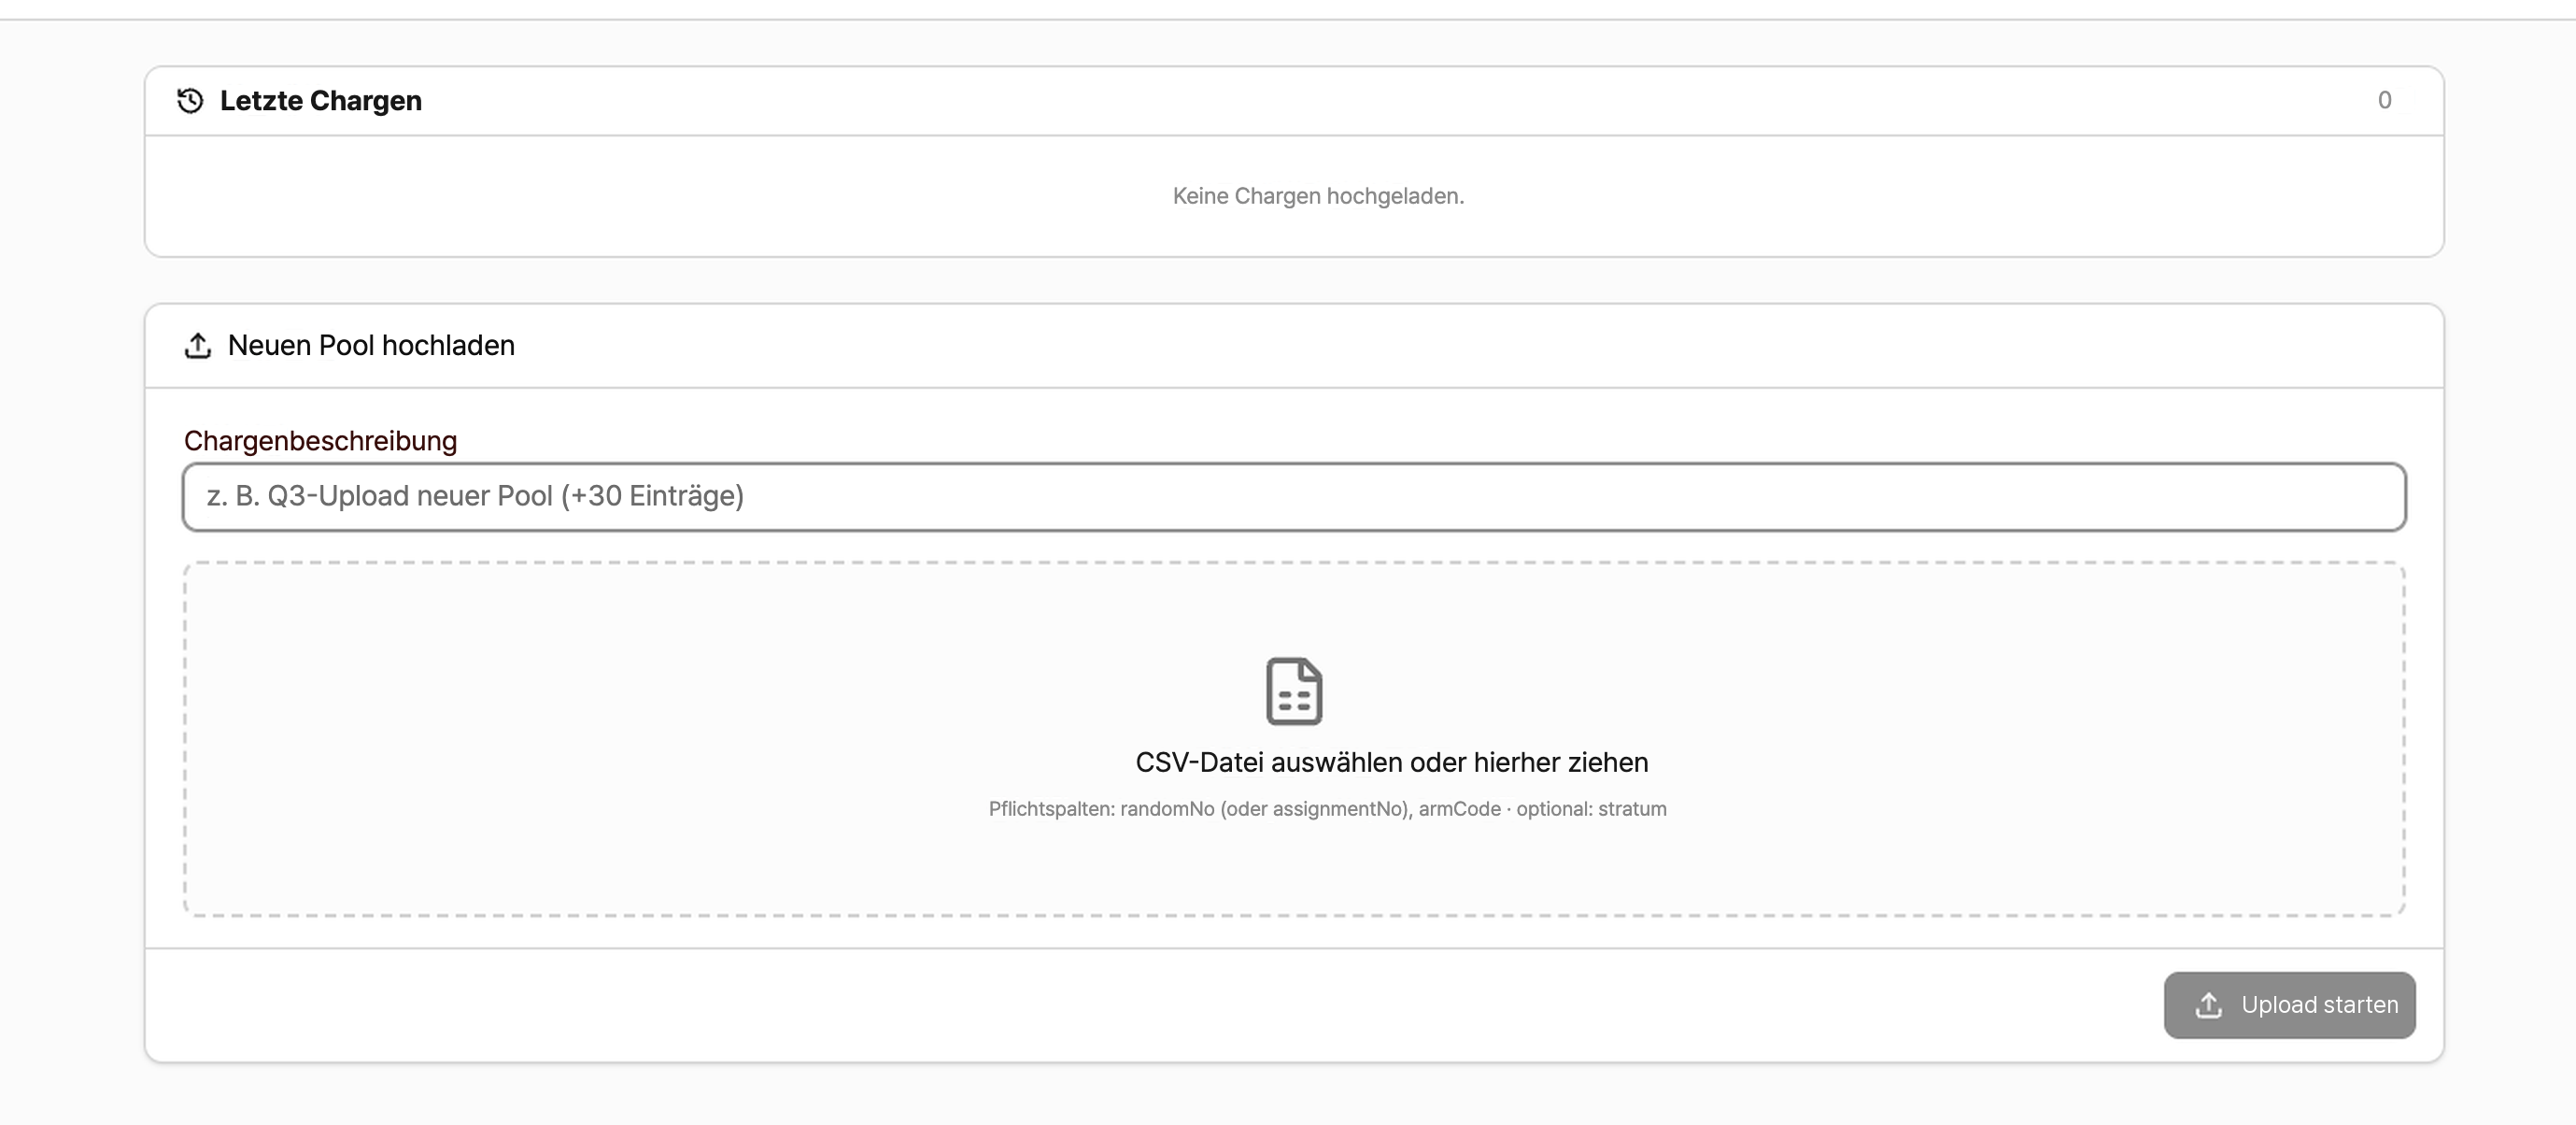 Letzte Chargen
0
Keine Chargen hochgeladen.
Neuen Pool hochladen
Chargenbeschreibung
z. B. Q3-Upload neuer Pool (+30 Einträge)
CSV-Datei auswählen oder hierher ziehen
Pflichtspalten: randomNo (oder assignmentNo), armCode · optional: stratum
Upload starten